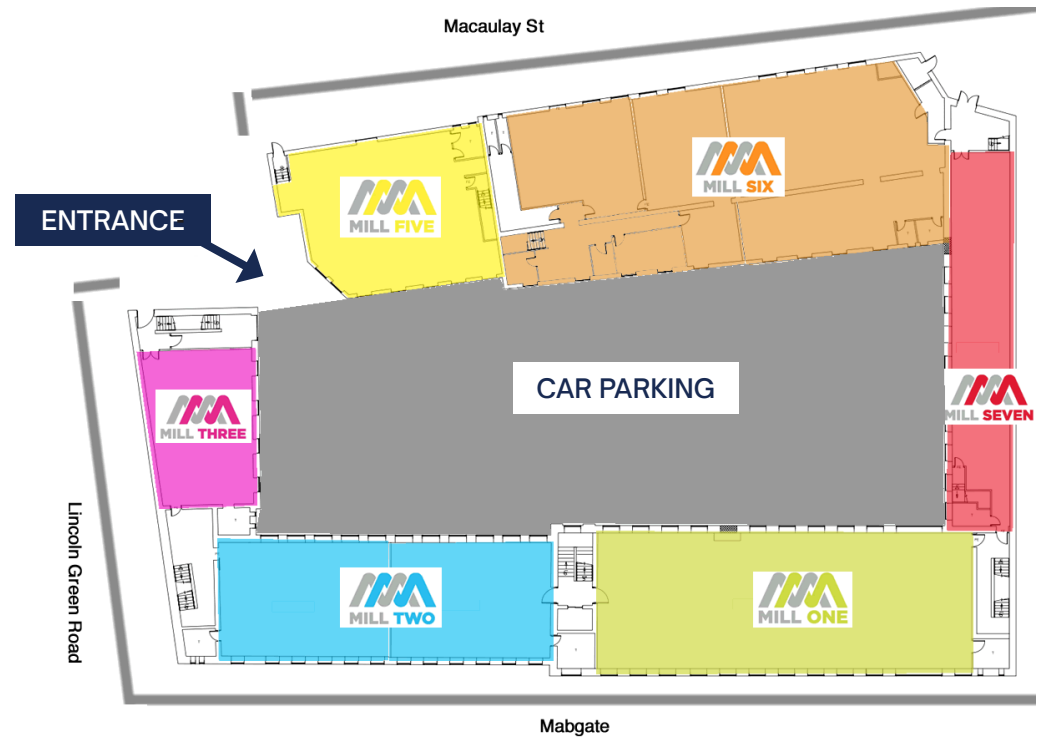 Macaulay St
MILL SIX
MILL FIVE
ENTRANCE
CAR PARKING
MILL THREE
MILL SEVEN
Lincoln Green Road
MILL TWO
MILL ONE
Mabgate